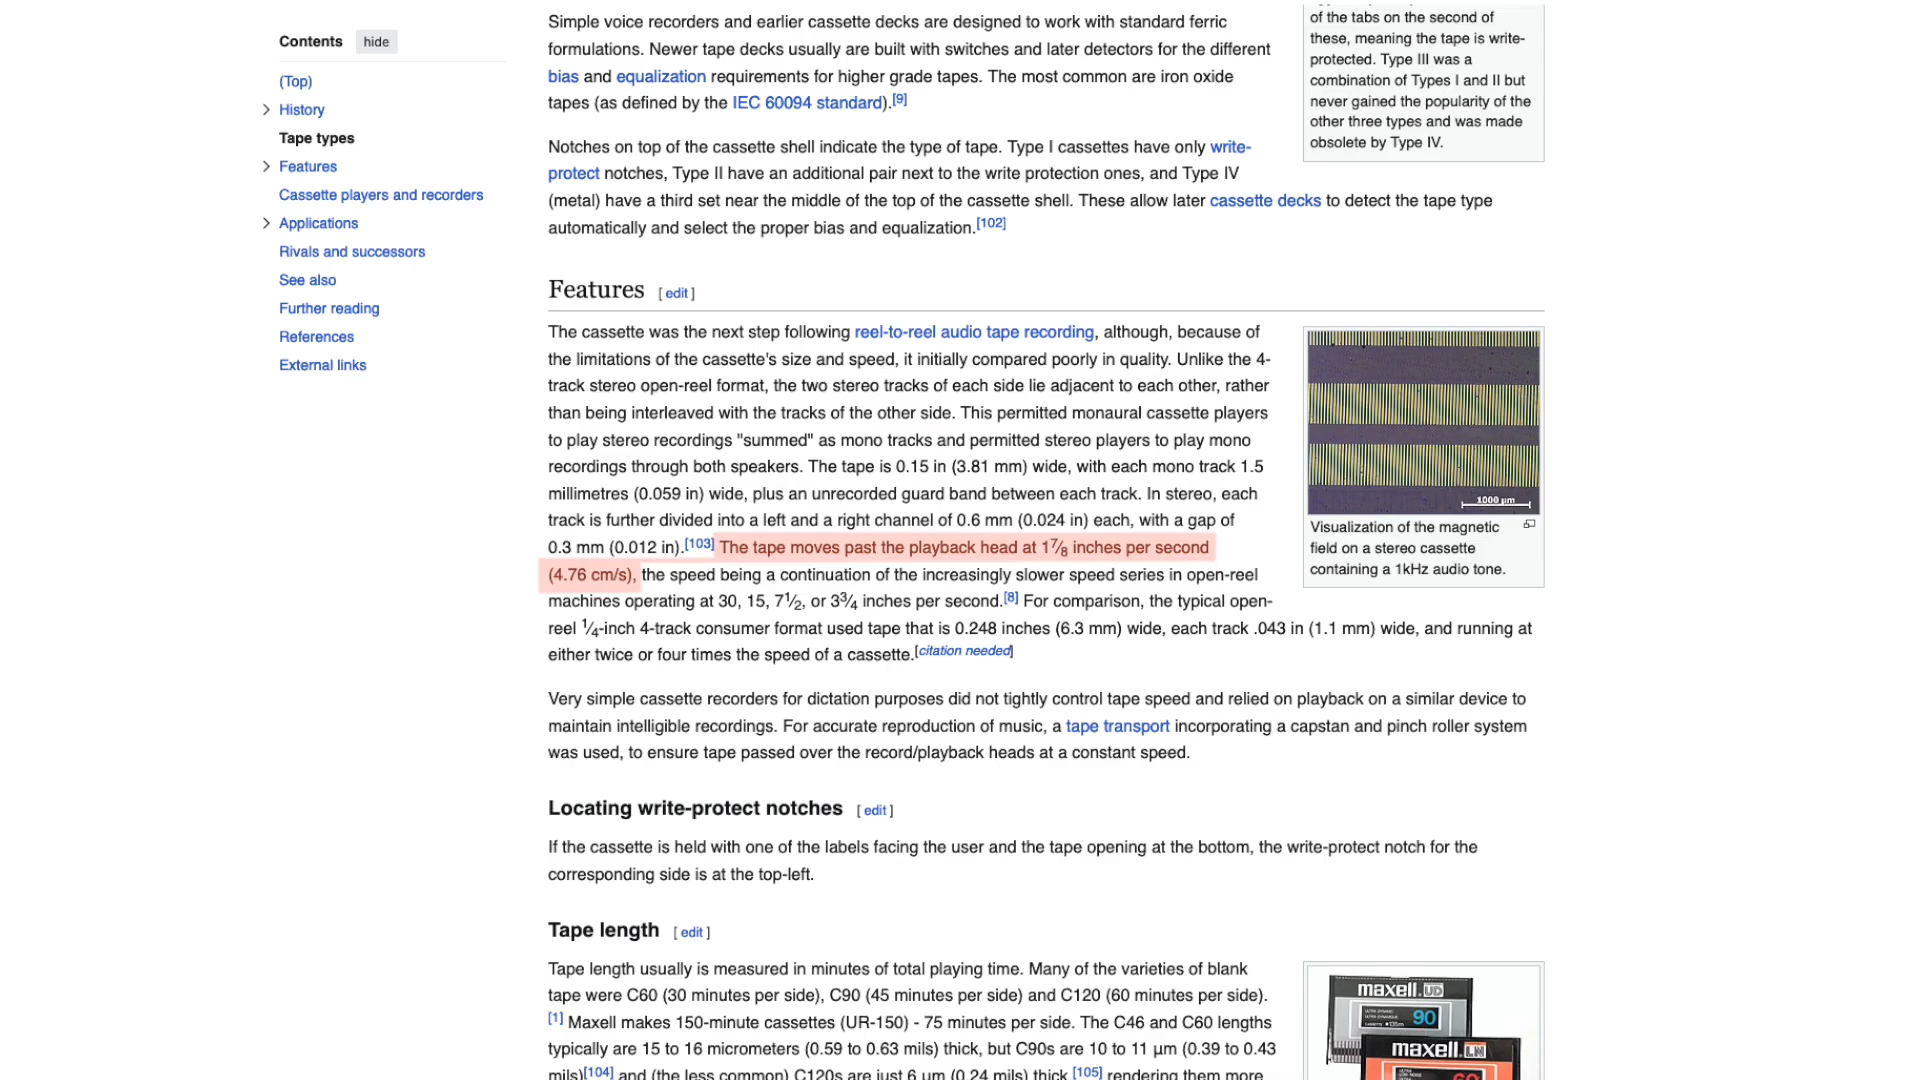 Contents hide
(Top)
History
Tape types
Features
Cassette players and recorders
Applications
Rivals and successors
See also
Further reading
References
External links
Simple voice recorders and earlier cassette decks are designed to work with standard ferric
formulations. Newer tape decks usually are built with switches and later detectors for the different
bias and equalization requirements for higher grade tapes. The most common are iron oxide
tapes (as defined by the IEC 60094 standard).[9]
Notches on top of the cassette shell indicate the type of tape. Type I cassettes have only write-
protect notches, Type II have an additional pair next to the write protection ones, and Type IV
(metal) have a third set near the middle of the top of the cassette shell. These allow later cassette decks to detect the tape type
automatically and select the proper bias and equalization.[102]
of the tabs on the second of
these, meaning the tape is write-
protected. Type III was a
combination of Types I and II but
never gained the popularity of the
other three types and was made
obsolete by Type IV.
Features [ edit ]
The cassette was the next step following reel-to-reel audio tape recording, although, because of
the limitations of the cassette's size and speed, it initially compared poorly in quality. Unlike the 4-
track stereo open-reel format, the two stereo tracks of each side lie adjacent to each other, rather
than being interleaved with the tracks of the other side. This permitted monaural cassette players
to play stereo recordings "summed" as mono tracks and permitted stereo players to play mono
recordings through both speakers. The tape is 0.15 in (3.81 mm) wide, with each mono track 1.5
millimetres (0.059 in) wide, plus an unrecorded guard band between each track. In stereo, each
track is further divided into a left and a right channel of 0.6 mm (0.024 in) each, with a gap of
0.3 mm (0.012 in).[103] The tape moves past the playback head at 1 7⁄8 inches per second
(4.76 cm/s), the speed being a continuation of the increasingly slower speed series in open-reel
machines operating at 30, 15, 7 1⁄2, or 3 3⁄4 inches per second.[8] For comparison, the typical open-
reel 1⁄4-inch 4-track consumer format used tape that is 0.248 inches (6.3 mm) wide, each track .043 in (1.1 mm) wide, and running at
either twice or four times the speed of a cassette.[citation needed]
1000 µm
Visualization of the magnetic
field on a stereo cassette
containing a 1kHz audio tone.
Very simple cassette recorders for dictation purposes did not tightly control tape speed and relied on playback on a similar device to
maintain intelligible recordings. For accurate reproduction of music, a tape transport incorporating a capstan and pinch roller system
was used, to ensure tape passed over the record/playback heads at a constant speed.
Locating write-protect notches [ edit ]
If the cassette is held with one of the labels facing the user and the tape opening at the bottom, the write-protect notch for the
corresponding side is at the top-left.
Tape length [ edit ]
Tape length usually is measured in minutes of total playing time. Many of the varieties of blank
tape were C60 (30 minutes per side), C90 (45 minutes per side) and C120 (60 minutes per side).
[1] Maxell makes 150-minute cassettes (UR-150) - 75 minutes per side. The C46 and C60 lengths
typically are 15 to 16 micrometers (0.59 to 0.63 mils) thick, but C90s are 10 to 11 μm (0.39 to 0.43
mils)[104] and (the less common) C120s are just 6 μm (0.24 mils) thick,[105] rendering them more
maxell UD
90
maxell LN
60